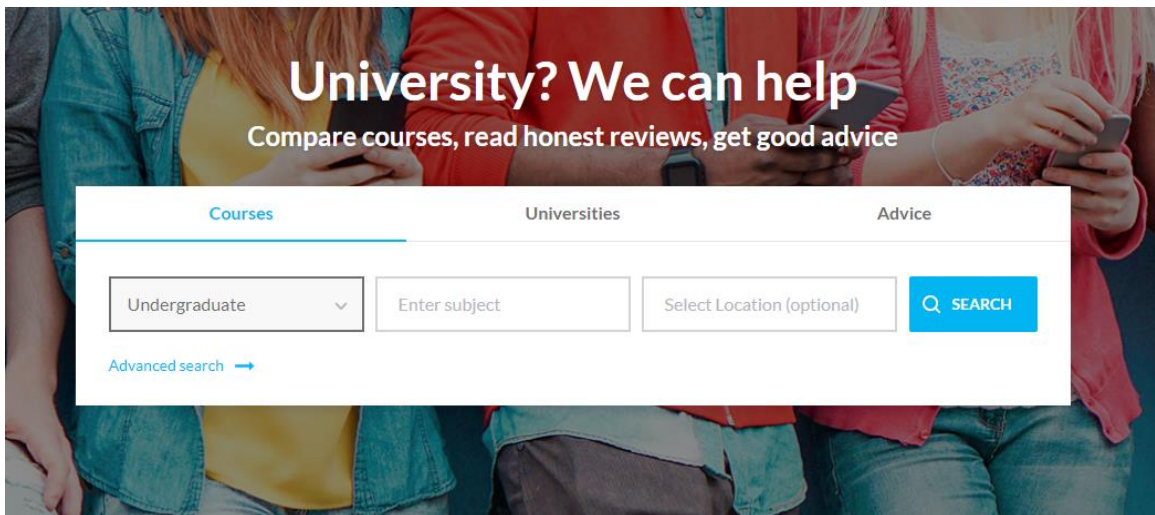 University? We can help
Compare courses, read honest reviews, get good advice
Courses Universities Advice
Undergraduate Enter subject Select Location (optional) SEARCH
Advanced search